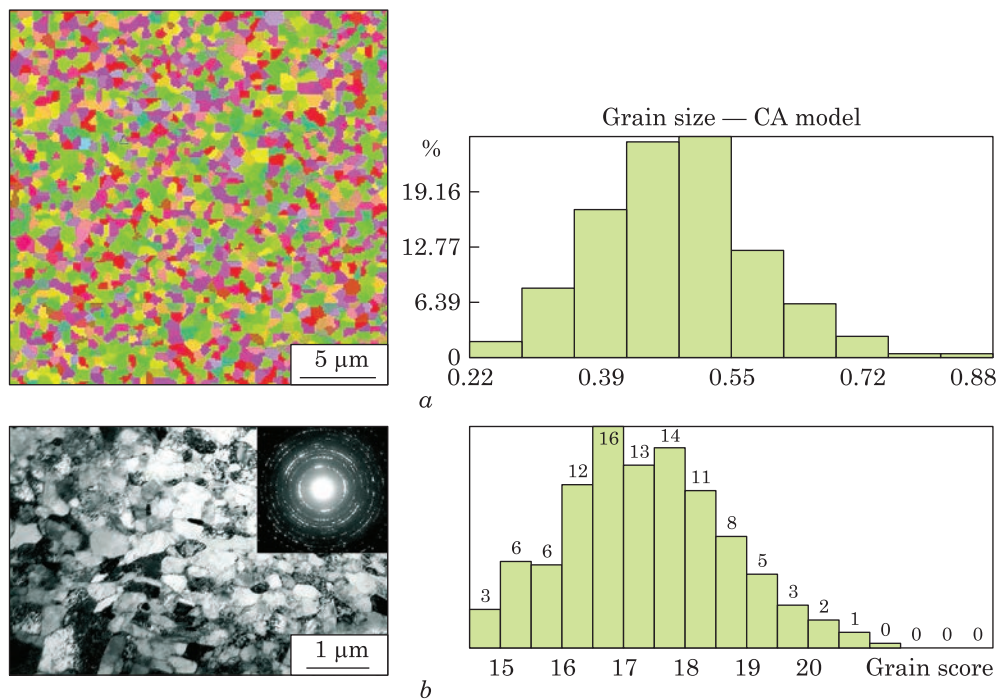 Grain size — CA model
%
19.16
12.77
6.39
0
0.22 0.39 0.55 0.72 0.88
5 μm
a
3 6 6 12 16 13 14 11 8 5 3 2 1 0 0 0 0
15 16 17 18 19 20 Grain score
1 μm
b